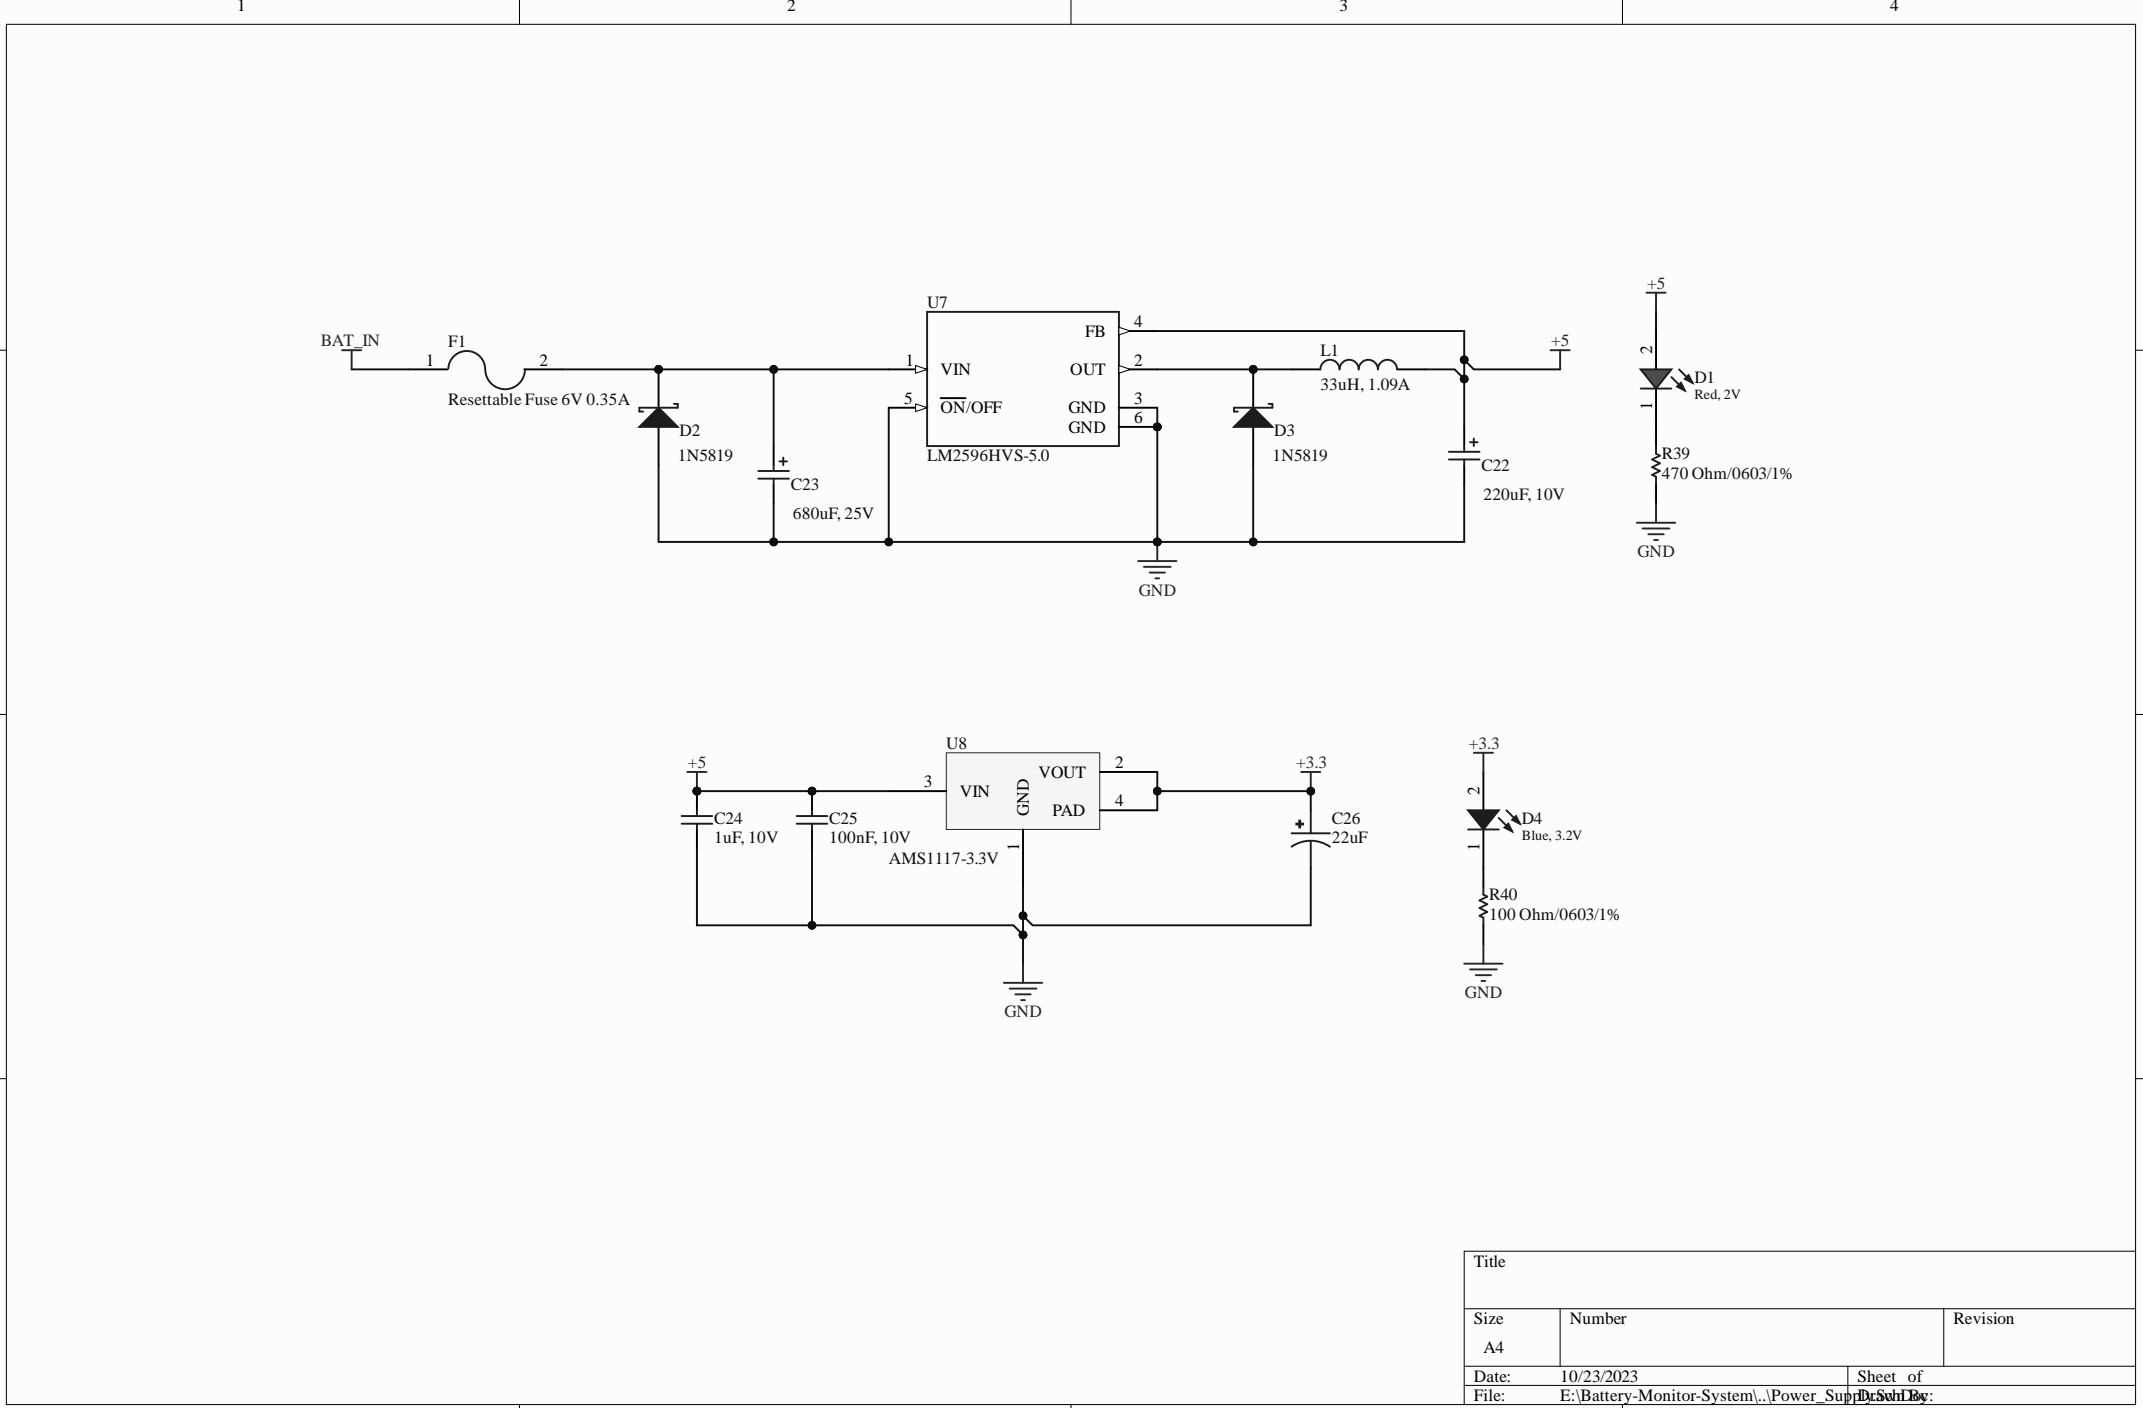 1 2 3 4
+5
U7
BAT_IN
F1
1 2
Resettable Fuse 6V 0.35A
D2
1N5819
C23
680uF, 25V
1 VIN
5 ON/OFF
FB 4
OUT 2
GND 3
GND 6
LM2596HVS-5.0
L1
33uH, 1.09A
+5
D3
1N5819
C22
220uF, 10V
GND
2
D1
Red, 2V
1
R39
470 Ohm/0603/1%
GND
U8
+5
3 VIN
GND
VOUT 2
PAD 4
1
AMS1117-3.3V
C24
1uF, 10V
C25
100nF, 10V
+3.3
C26
22uF
GND
+3.3
2
D4
Blue, 3.2V
1
R40
100 Ohm/0603/1%
GND
Title
Size Number Revision
A4
Date: 10/23/2023 Sheet of
File: E:\Battery-Monitor-System\..\Power_Supply.SchDoc Drawn By: